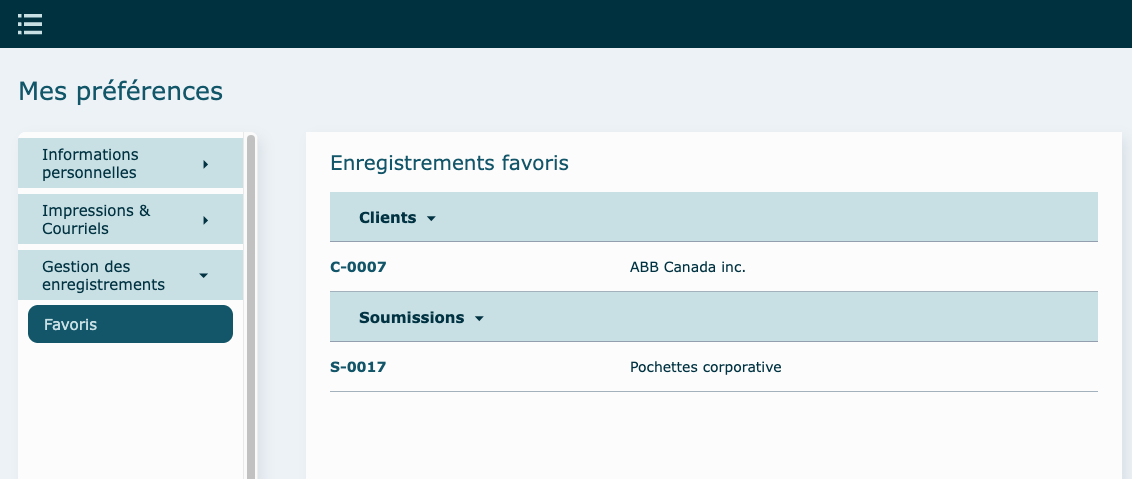 Mes préférences
Informations
personnelles
Impressions &
Courriels
Gestion des
enregistrements
Favoris
Enregistrements favoris
Clients
C-0007 ABB Canada inc.
Soumissions
S-0017 Pochettes corporative